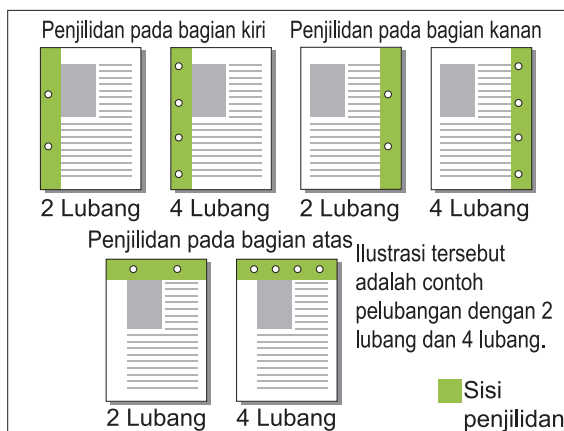 Penjilidan pada bagian kiri
Penjilidan pada bagian kanan
2 Lubang
4 Lubang
2 Lubang
4 Lubang
Penjilidan pada bagian atas
2 Lubang
4 Lubang
Ilustrasi tersebut
adalah contoh
pelubangan dengan 2
lubang dan 4 lubang.
Sisi
penjilidan